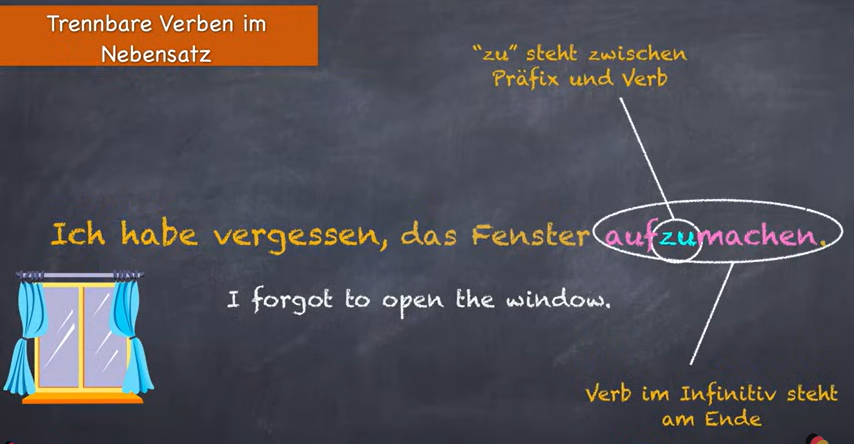 Trennbare Verben im
Nebensatz
"zu" steht zwischen
Präfix und Verb
Ich habe vergessen, das Fenster aufzumachen.
I forgot to open the window.
Verb im Infinitiv steht
am Ende